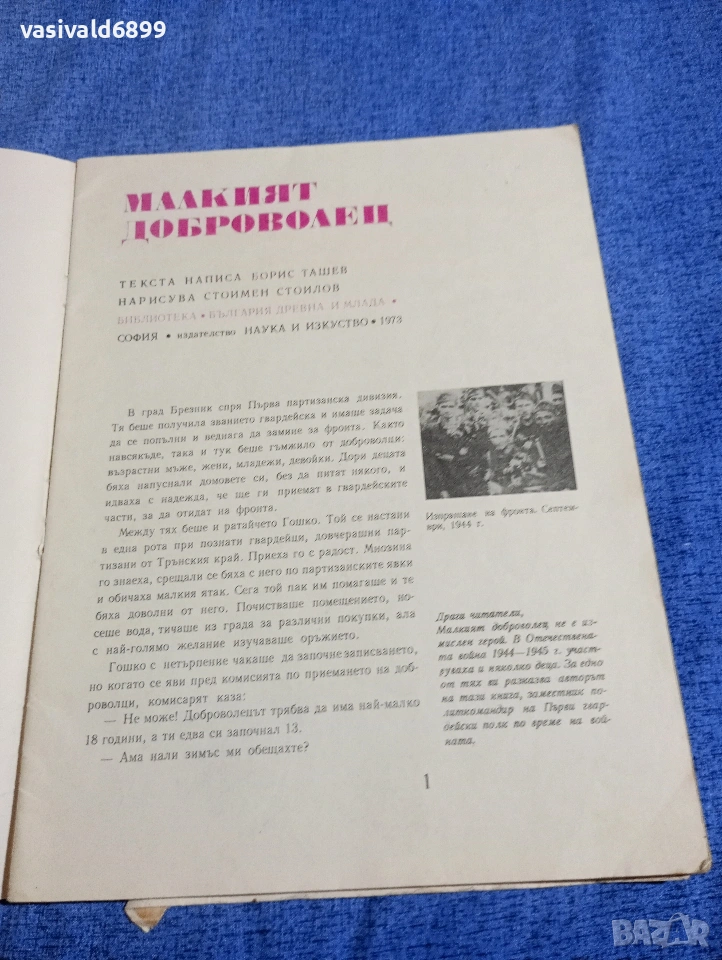 vasivald6899
МАЛКИЯТ
ДОБРОВОЛЕЦ
ТЕКСТА НАПИСА БОРИС ТАШЕВ
НАРИСУВА СТОИМЕН СТОИЛОВ
БИБЛИОТЕКА • БЪЛГАРИЯ ДРЕВНА И МЛАДА •
СОФИЯ • издателство НАУКА И ИЗКУСТВО • 1973
В град Брезник спря Първа партизанска дивизия.
Тя беше получила званието гвардейска и имаше задача
да се попълни и веднага да замине за фронта. Както
навсякъде, така и тук беше гъмжило от доброволци:
възрастни мъже, жени, младежи, девойки. Дори децата
бяха напуснали домовете си, без да питат някого, и
идваха с надежда, че ще ги приемат в гвардейските
части, за да отидат на фронта.
Между тях беше и ратайчето Гошко. Той се настани
в една рота при познати гвардейци, довчерашни пар-
тизани от Трънския край. Приеха го с радост. Мнозина
го знаеха, срещали се бяха с него по партизанските явки
и обичаха малкия ятак. Сега той пак им помагаше и те
бяха доволни от него. Почистваше помещението, но-
сеше вода, тичаше из града за различни покупки, ала
с най-голямо желание изучаваше оръжието.
Гошко с нетърпение чакаше да започне записването,
но когато се яви пред комисията по приемането на доб-
роволци, комисарят каза:
— Не може! Доброволецът трябва да има най-малко
18 години, а ти едва си започнал 13.
— Ама нали зимъс ми обещахте?
Изпращане на фронта. Септем-
ври, 1944 г.
Драги читатели,
Малкият доброволец не е из-
мислен герой. В Отечествена-
та война 1944—1945 г. участ-
вуваха и няколко деца. За едно
от тях ви разказва авторът
на тази книга, заместник по-
литкомандир на Първи гвар-
дейски полк по време на вой-
ната.
1
BAZAR